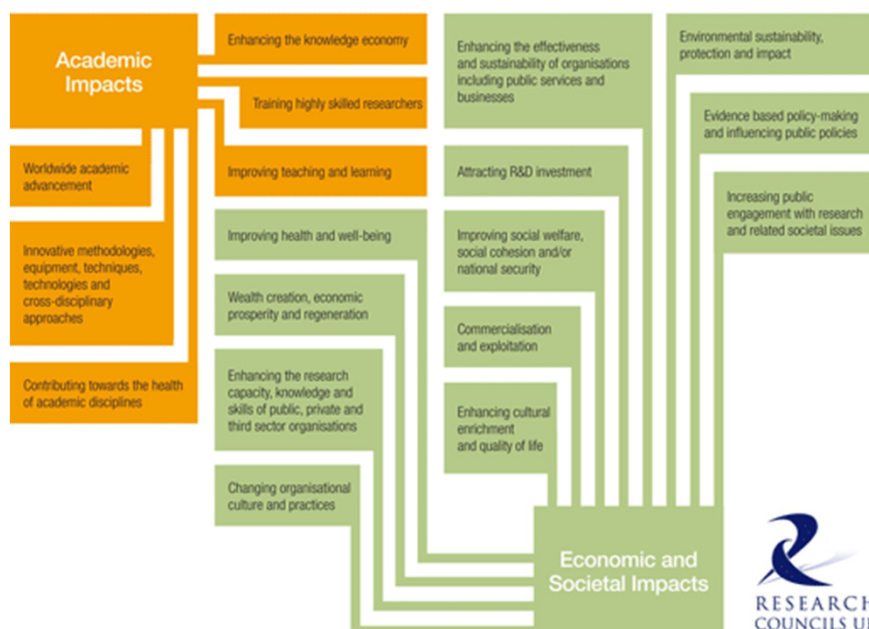 Academic
Impacts
Enhancing the knowledge economy
Training highly skilled researchers
Improving teaching and learning
Worldwide academic
advancement
Innovative methodologies,
equipment, techniques,
technologies and
cross-disciplinary
approaches
Contributing towards the health
of academic disciplines
Improving health and well-being
Wealth creation, economic
prosperity and regeneration
Enhancing the research
capacity, knowledge and
skills of public, private and
third sector organisations
Changing organisational
culture and practices
Enhancing the effectiveness
and sustainability of organisations
including public services and
businesses
Attracting R&D investment
Improving social welfare,
social cohesion and/or
national security
Commercialisation
and exploitation
Enhancing cultural
enrichment
and quality of life
Environmental sustainability,
protection and impact
Evidence based policy-making
and influencing public policies
Increasing public
engagement with research
and related societal issues
Economic and
Societal Impacts
RESEARCH
COUNCILS